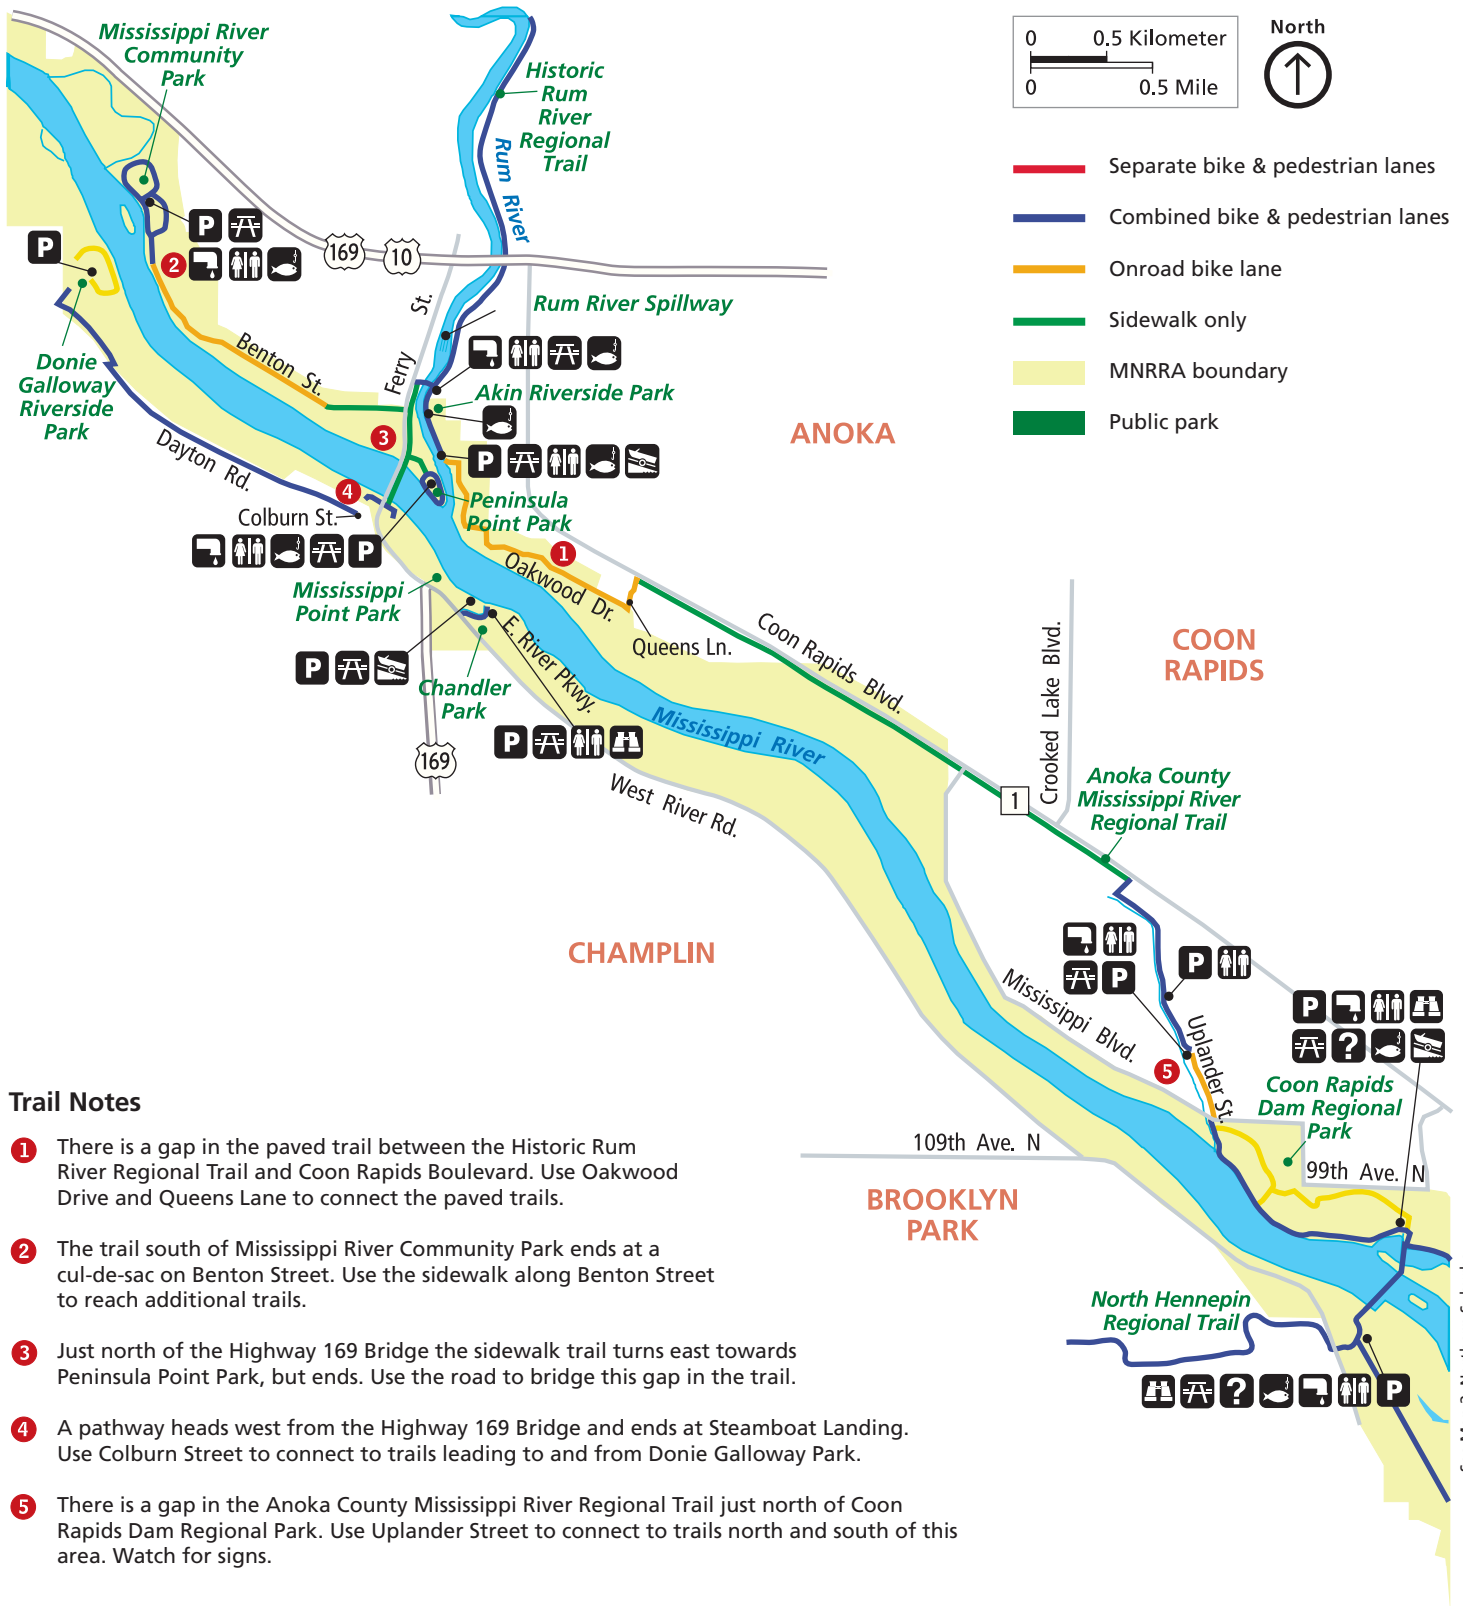 Mississippi River
Community
Park
Historic
Rum
River
Regional
Trail
Rum River
0 0.5 Kilometer
0 0.5 Mile
North
Separate bike & pedestrian lanes
Combined bike & pedestrian lanes
Onroad bike lane
Sidewalk only
MNRRA boundary
Public park
P
P
2
169
10
St.
Ferry
Rum River Spillway
Benton St.
Donie
Galloway
Riverside
Park
Akin Riverside Park
ANOKA
3
Dayton Rd.
4
P
Peninsula
Point Park
Colburn St.
P
1
Oakwood Dr.
Mississippi
Point Park
Queens Ln.
Coon Rapids Blvd.
Crooked Lake Blvd.
COON
RAPIDS
P
E. River Pkwy.
Chandler
Park
P
169
Mississippi River
West River Rd.
1
Anoka County
Mississippi River
Regional Trail
CHAMPLIN
P
P
Mississippi Blvd.
Uplander St.
P
?
5
Coon Rapids
Dam Regional
Park
109th Ave. N
99th Ave. N
BROOKLYN
PARK
North Hennepin
Regional Trail
?
P
Trail Notes
1 There is a gap in the paved trail between the Historic Rum
River Regional Trail and Coon Rapids Boulevard. Use Oakwood
Drive and Queens Lane to connect the paved trails.
2 The trail south of Mississippi River Community Park ends at a
cul-de-sac on Benton Street. Use the sidewalk along Benton Street
to reach additional trails.
3 Just north of the Highway 169 Bridge the sidewalk trail turns east towards
Peninsula Point Park, but ends. Use the road to bridge this gap in the trail.
4 A pathway heads west from the Highway 169 Bridge and ends at Steamboat Landing.
Use Colburn Street to connect to trails leading to and from Donie Galloway Park.
5 There is a gap in the Anoka County Mississippi River Regional Trail just north of Coon
Rapids Dam Regional Park. Use Uplander Street to connect to trails north and south of this
area. Watch for signs.